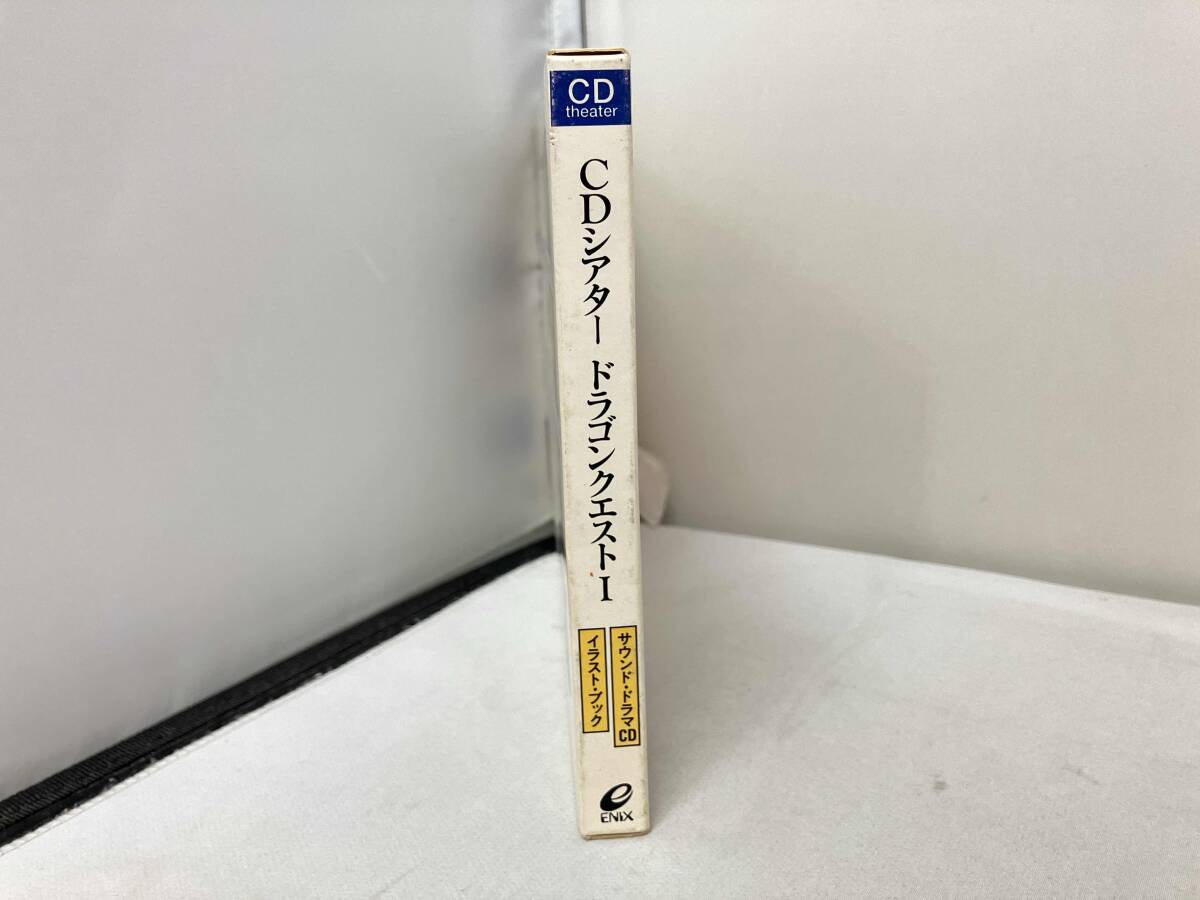 CD
theater
CDシアター ドラゴンクエストI
サウンド・ドラマCD
イラスト・ブック
ENIX